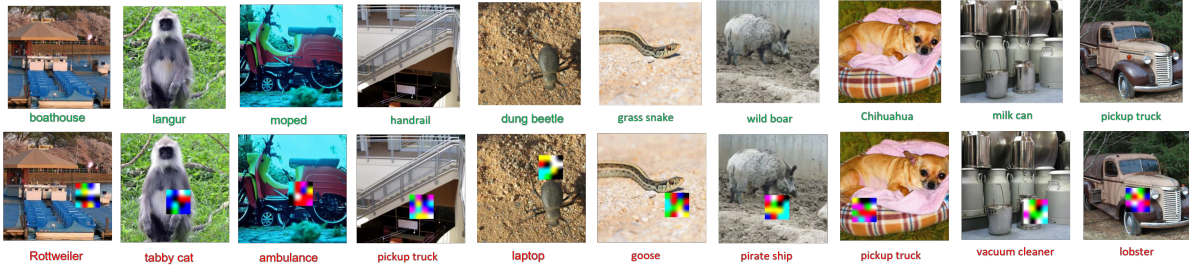 boathouse langur moped handrail dung beetle grass snake wild boar Chihuahua milk can pickup truck
Rottweiler tabby cat ambulance pickup truck laptop goose pirate ship pickup truck vacuum cleaner lobster